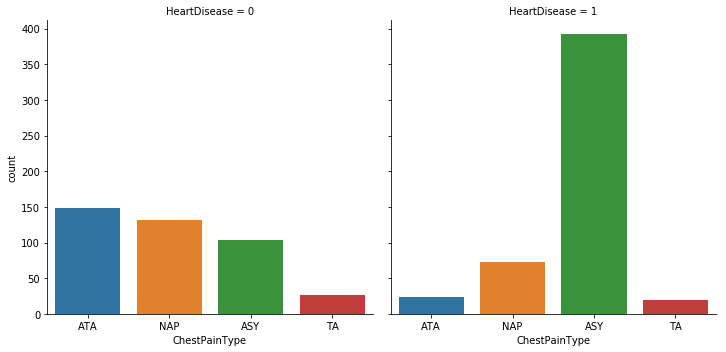 HeartDisease = 0
HeartDisease = 1
400
350
300
250
200
150
100
50
0
count
ATA NAP ASY TA
ATA NAP ASY TA
ChestPainType
ChestPainType